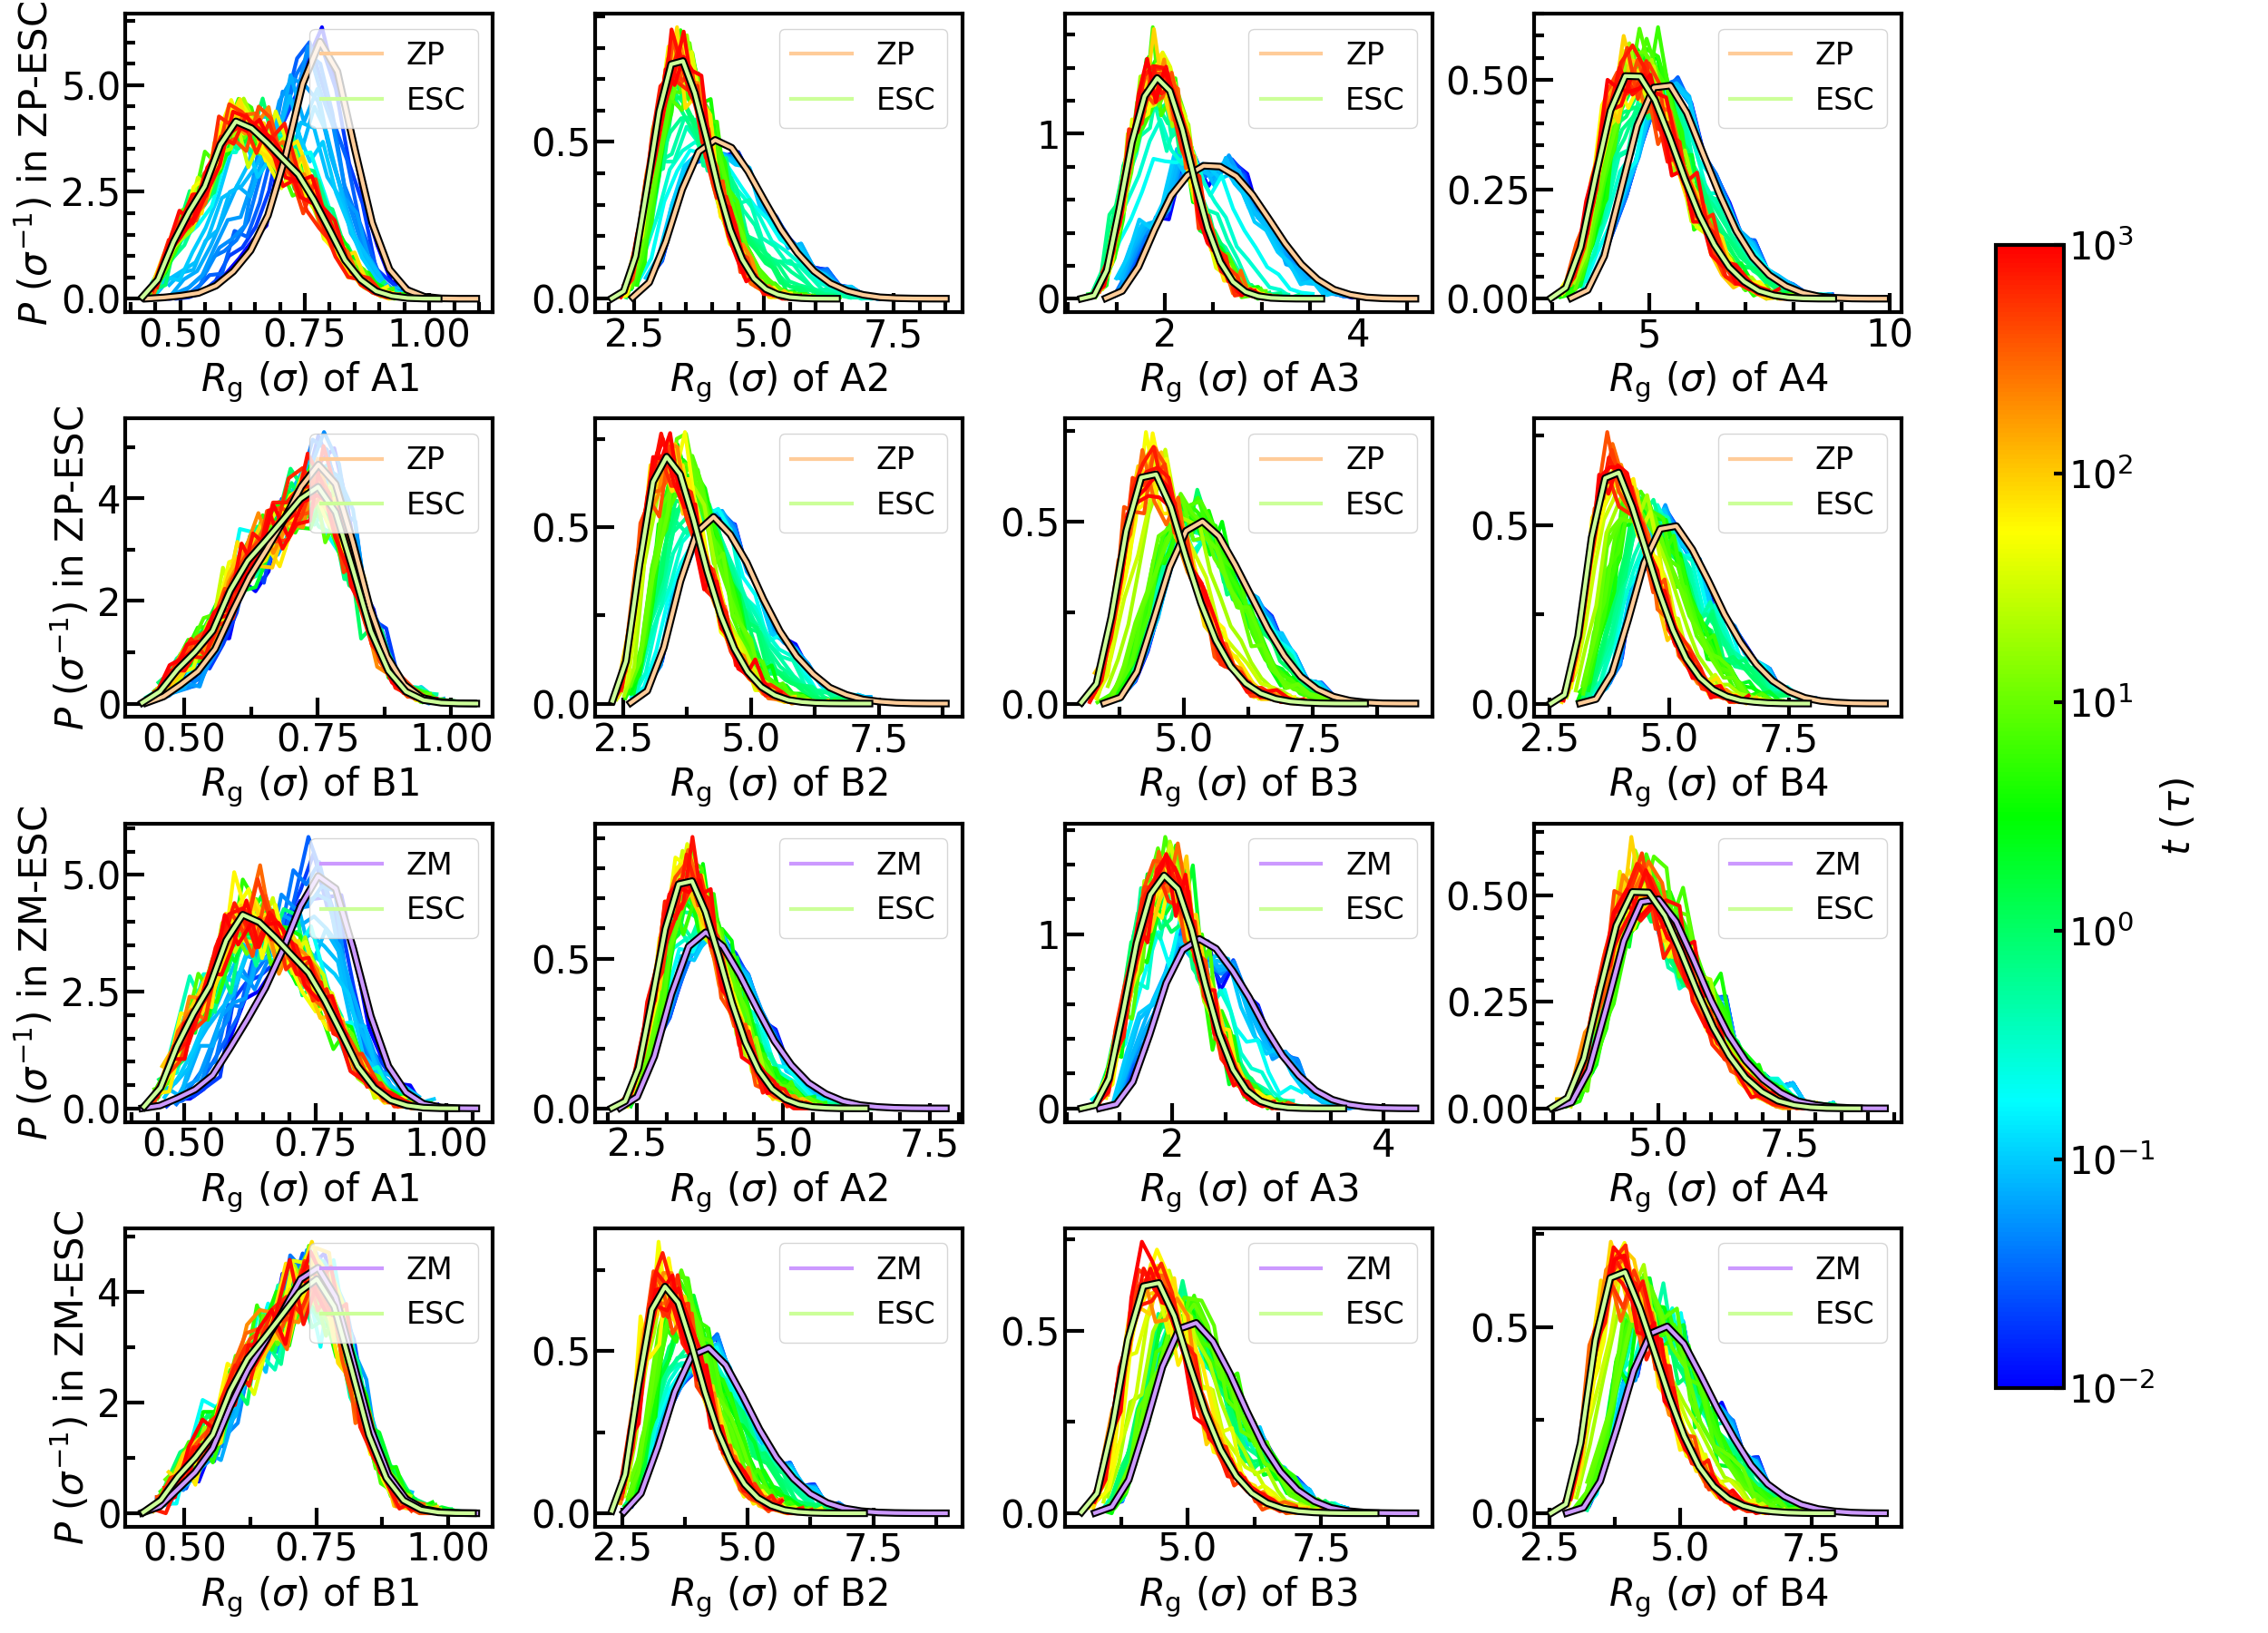 P (σ⁻¹) in ZP-ESC
5.0
2.5
0.0
0.50 0.75 1.00
R_g (σ) of A1
ZP
ESC
0.5
0.0
2.5 5.0 7.5
R_g (σ) of A2
ZP
ESC
1
0
2 4
R_g (σ) of A3
ZP
ESC
0.50
0.25
0.00
5 10
R_g (σ) of A4
ZP
ESC
P (σ⁻¹) in ZP-ESC
4
2
0
0.50 0.75 1.00
R_g (σ) of B1
ZP
ESC
0.5
0.0
2.5 5.0 7.5
R_g (σ) of B2
ZP
ESC
0.5
0.0
5.0 7.5
R_g (σ) of B3
ZP
ESC
0.5
0.0
2.5 5.0 7.5
R_g (σ) of B4
ZP
ESC
P (σ⁻¹) in ZM-ESC
5.0
2.5
0.0
0.50 0.75 1.00
R_g (σ) of A1
ZM
ESC
0.5
0.0
2.5 5.0 7.5
R_g (σ) of A2
ZM
ESC
1
0
2 4
R_g (σ) of A3
ZM
ESC
0.50
0.25
0.00
5.0 7.5
R_g (σ) of A4
ZM
ESC
P (σ⁻¹) in ZM-ESC
4
2
0
0.50 0.75 1.00
R_g (σ) of B1
ZM
ESC
0.5
0.0
2.5 5.0 7.5
R_g (σ) of B2
ZM
ESC
0.5
0.0
5.0 7.5
R_g (σ) of B3
ZM
ESC
0.5
0.0
2.5 5.0 7.5
R_g (σ) of B4
ZM
ESC
10³
10²
10¹
10⁰
10⁻¹
10⁻²
t (τ)